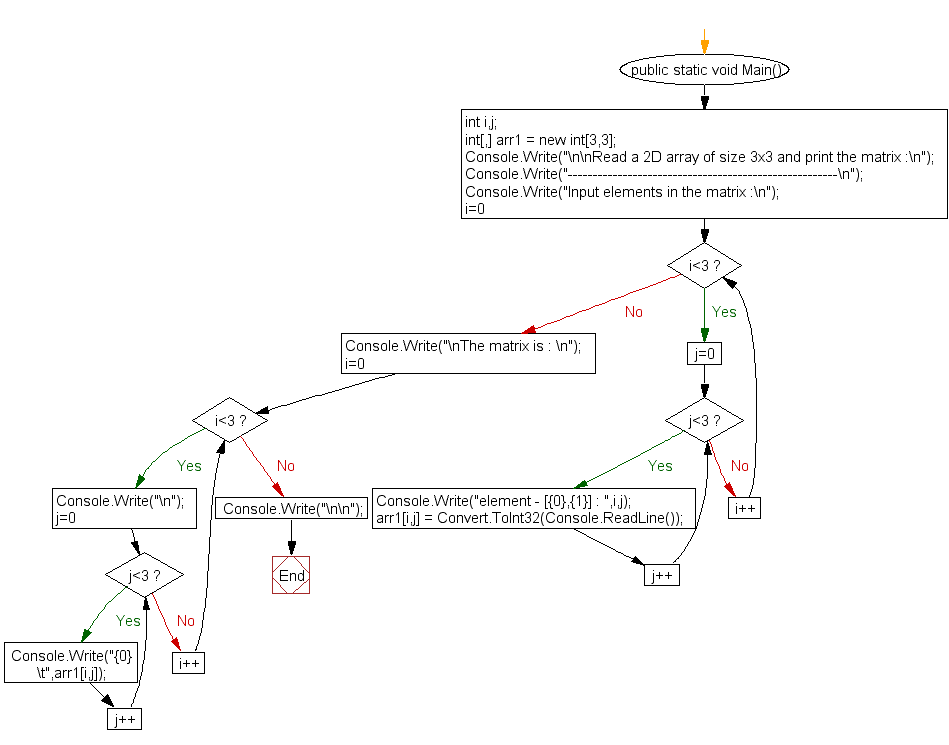 public static void Main()
int i,j;
int[,] arr1 = new int[3,3];
Console.Write("\n\nRead a 2D array of size 3x3 and print the matrix :\n");
Console.Write("------------------------------------------------------\n");
Console.Write("Input elements in the matrix :\n");
i=0
i<3 ?
No
Yes
Console.Write("\nThe matrix is : \n");
i=0
j=0
i<3 ?
j<3 ?
Yes
No
Yes
No
Console.Write("\n");
j=0
Console.Write("\n\n");
Console.Write("element - [{0},{1}] : ",i,j);
arr1[i,j] = Convert.ToInt32(Console.ReadLine());
i++
j<3 ?
End
j++
Yes
No
Console.Write("{0}
\t",arr1[i,j]);
i++
j++